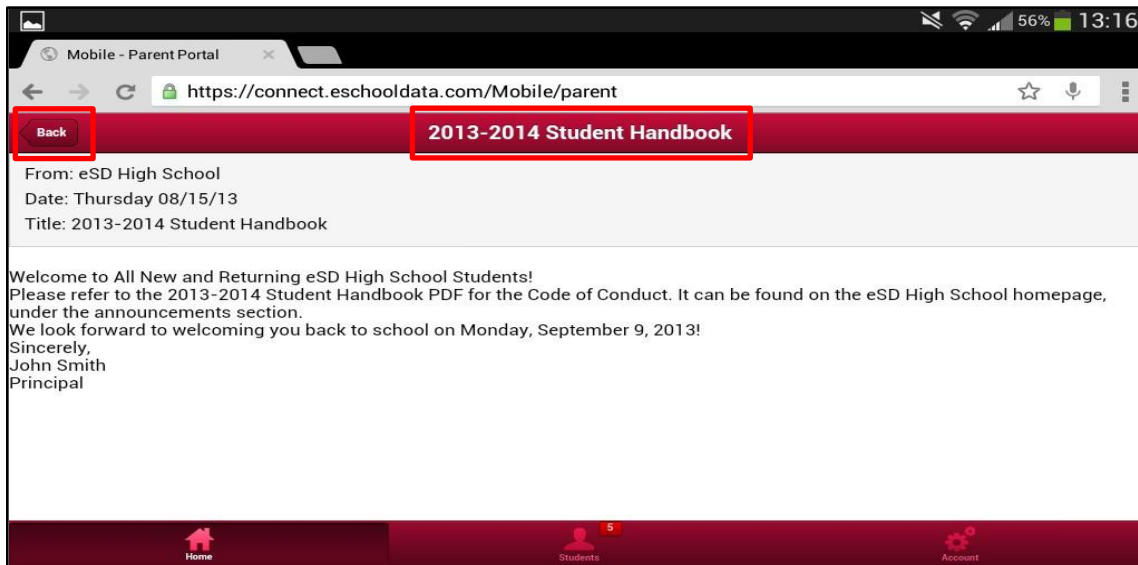 56% 13:16
Mobile - Parent Portal
https://connect.eschooldata.com/Mobile/parent
Back 2013-2014 Student Handbook
From: eSD High School
Date: Thursday 08/15/13
Title: 2013-2014 Student Handbook
Welcome to All New and Returning eSD High School Students!
Please refer to the 2013-2014 Student Handbook PDF for the Code of Conduct. It can be found on the eSD High School homepage,
under the announcements section.
We look forward to welcoming you back to school on Monday, September 9, 2013!
Sincerely,
John Smith
Principal
5
Home Students Account